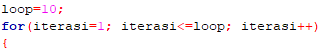 loop=10;
for(iterasi=1; iterasi<=loop; iterasi++)
{